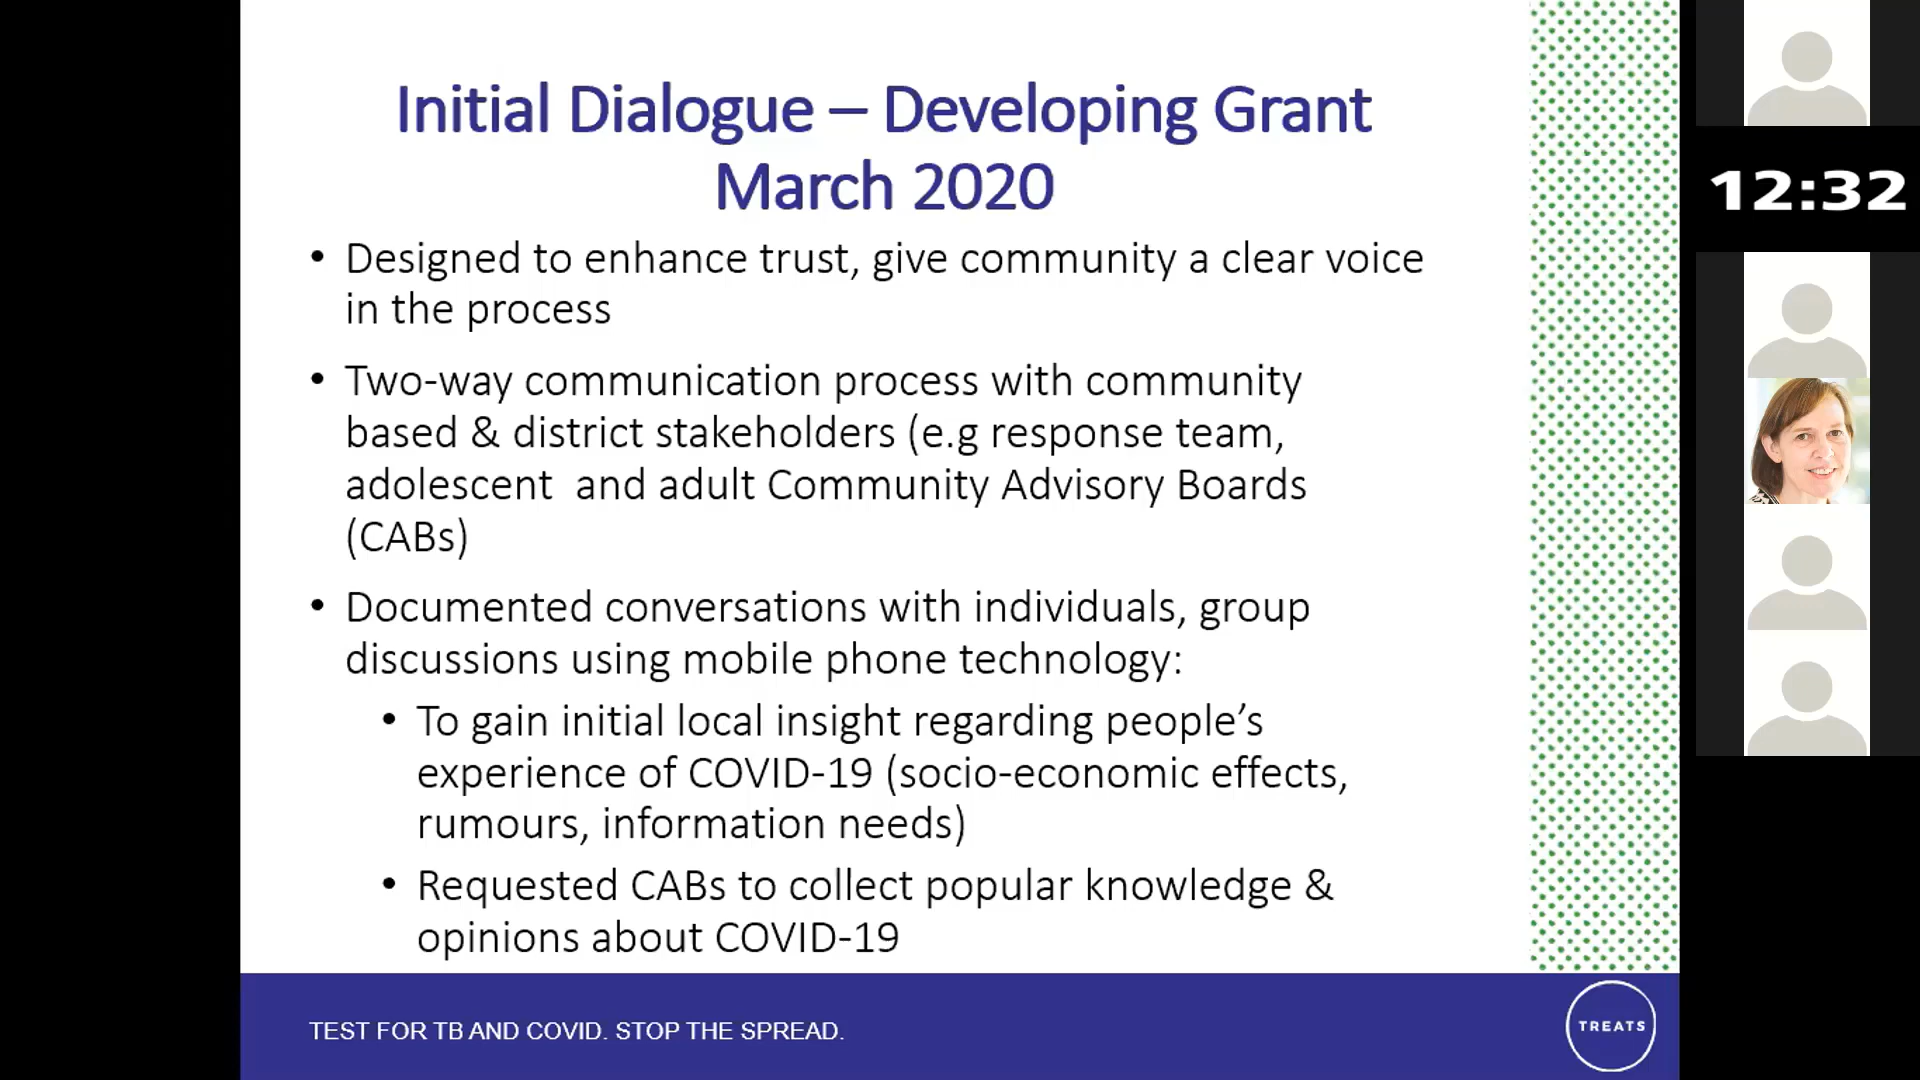 Initial Dialogue – Developing Grant
March 2020
• Designed to enhance trust, give community a clear voice
in the process
• Two-way communication process with community
based & district stakeholders (e.g response team,
adolescent  and adult Community Advisory Boards
(CABs)
• Documented conversations with individuals, group
discussions using mobile phone technology:
• To gain initial local insight regarding people’s
experience of COVID-19 (socio-economic effects,
rumours, information needs)
• Requested CABs to collect popular knowledge &
opinions about COVID-19
TEST FOR TB AND COVID. STOP THE SPREAD.
TREATS
12:32